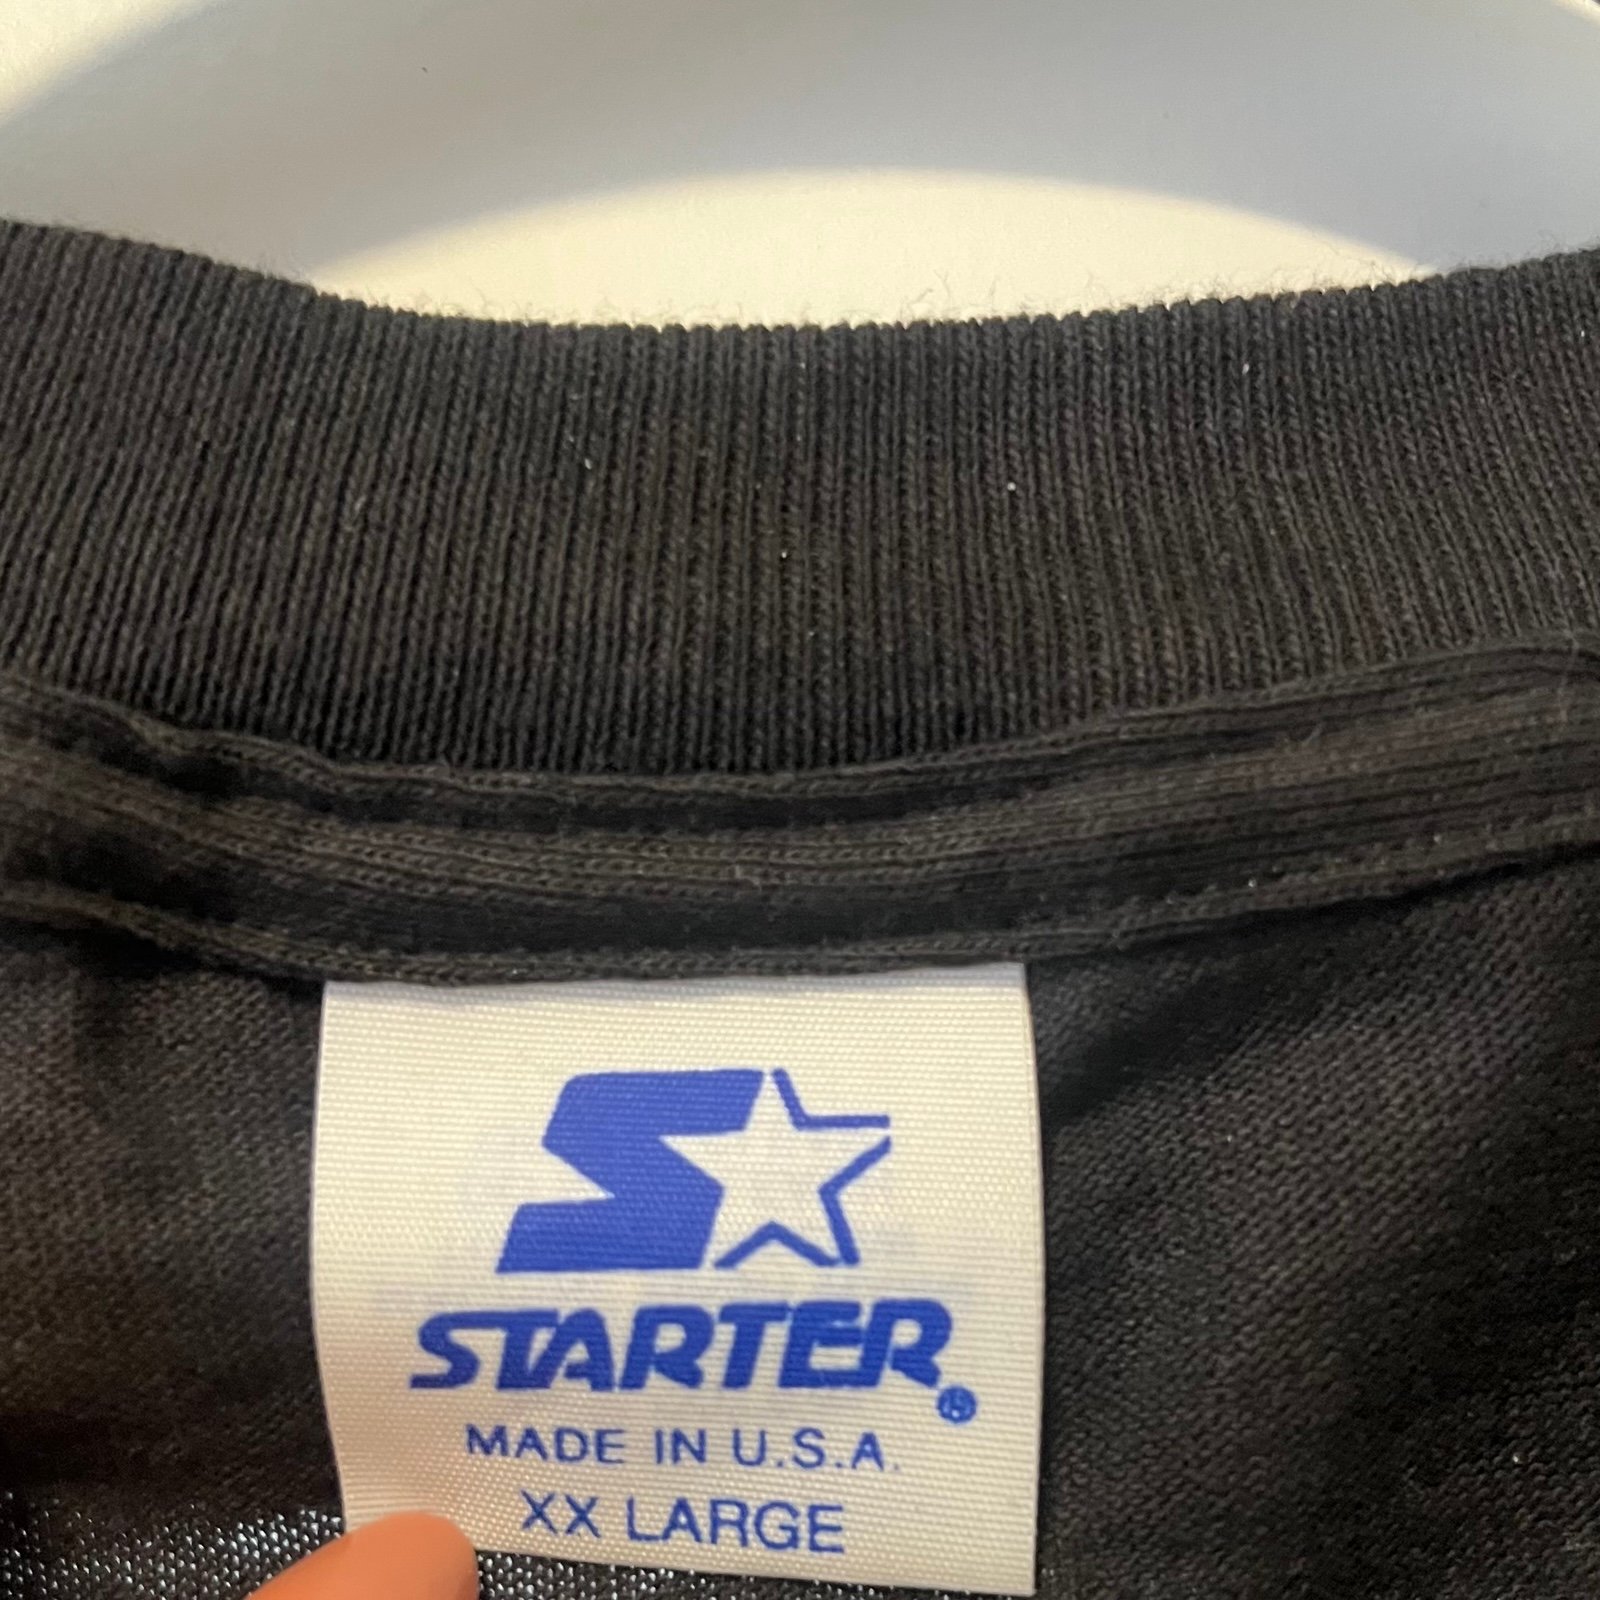 STARTER®
MADE IN U.S.A.
XX LARGE